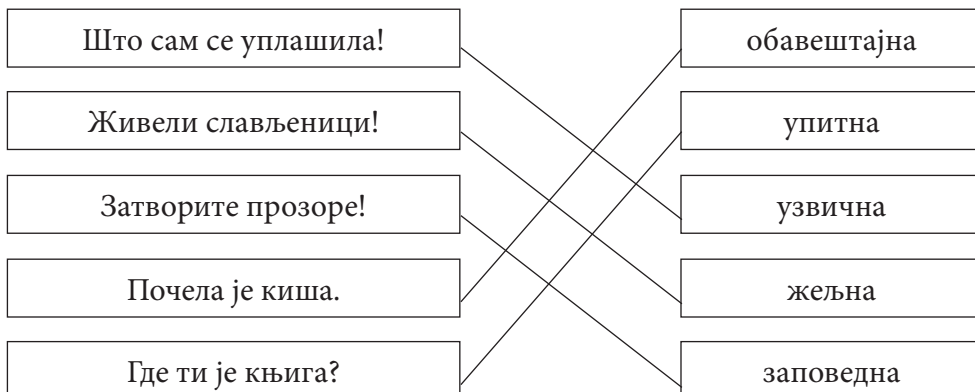 Што сам се уплашила!
обавештајна
Живели слављеници!
упитна
Затворите прозоре!
узвична
Почела је киша.
жељна
Где ти је књига?
заповедна